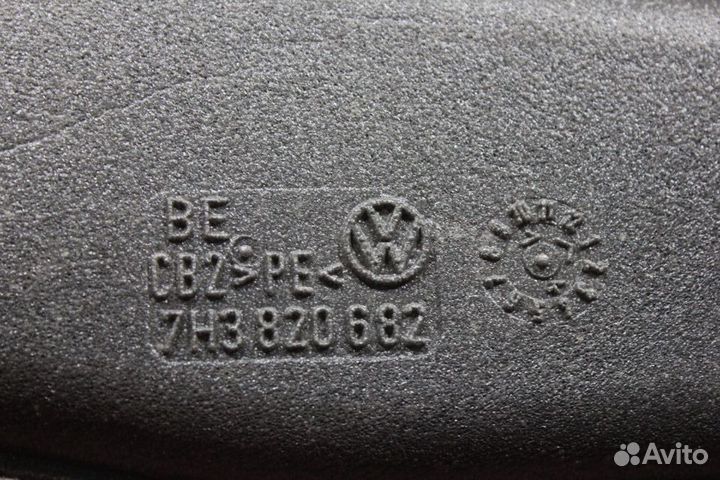 BE
CBZ >PE<
7H3 820 682
Avito